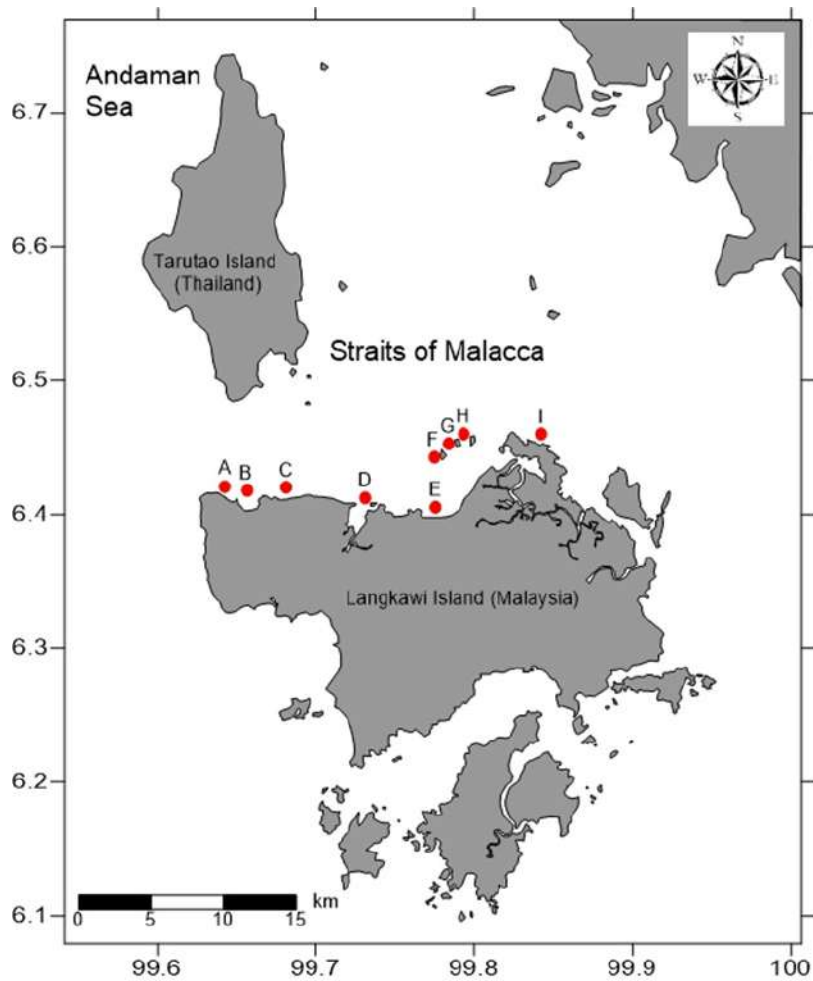 Andaman
Sea
N
W E
S
6.7
6.6
Tarutao Island
(Thailand)
Straits of Malacca
6.5
A
B
C
D
E
F
G
H
I
6.4
Langkawi Island (Malaysia)
6.3
6.2
6.1
km
0 5 10 15
99.6 99.7 99.8 99.9 100